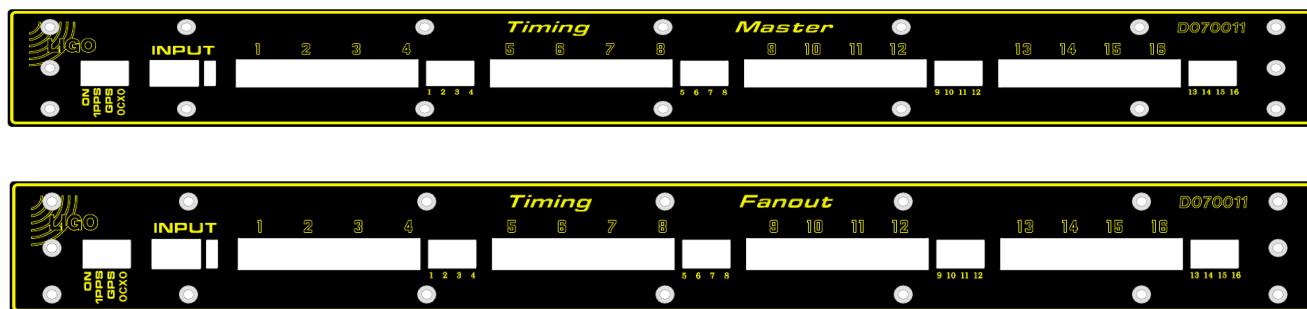 Timing Master D070011
LIGO
INPUT 1 2 3 4 5 6 7 8 9 10 11 12 13 14 15 16
ON
1PPS
GPS
OCXO
1 2 3 4 5 6 7 8 9 10 11 12 13 14 15 16
Timing Fanout D070011
LIGO
INPUT 1 2 3 4 5 6 7 8 9 10 11 12 13 14 15 16
ON
1PPS
GPS
OCXO
1 2 3 4 5 6 7 8 9 10 11 12 13 14 15 16